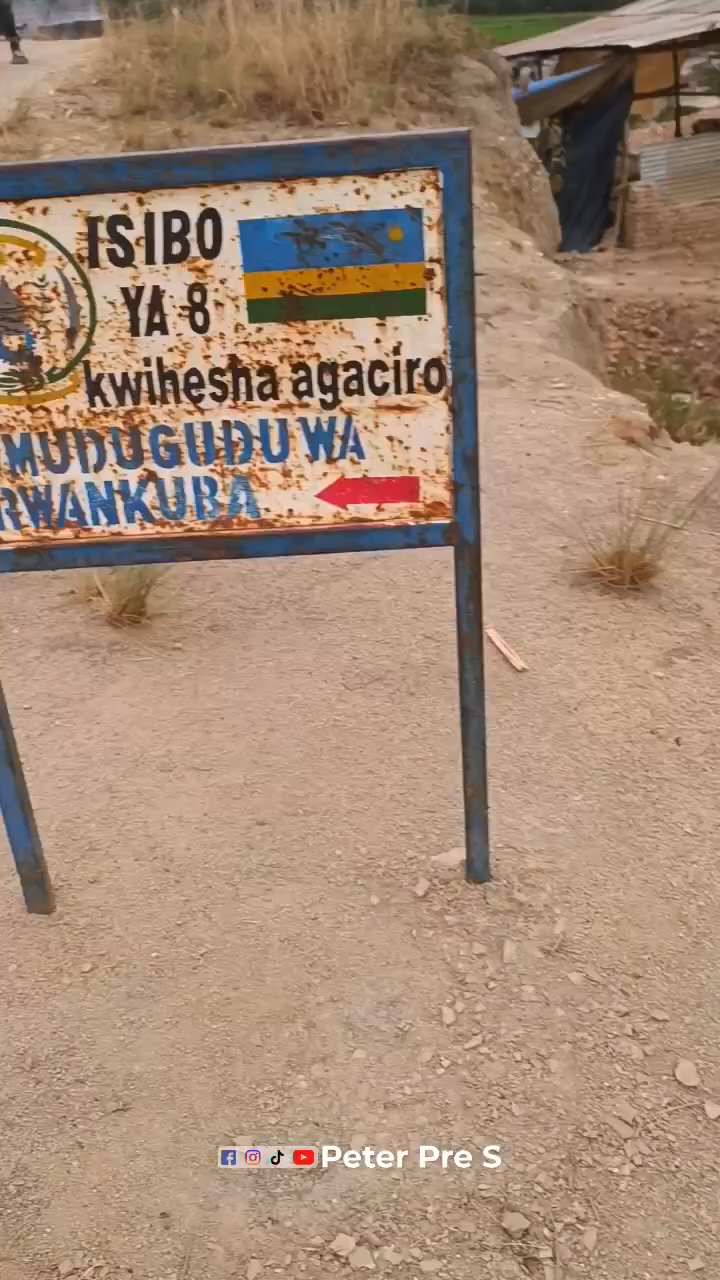 ISIBO
YA 8
kwihesha agaciro
MUDUGUDU WA
RWANKUBA
Peter Pre S